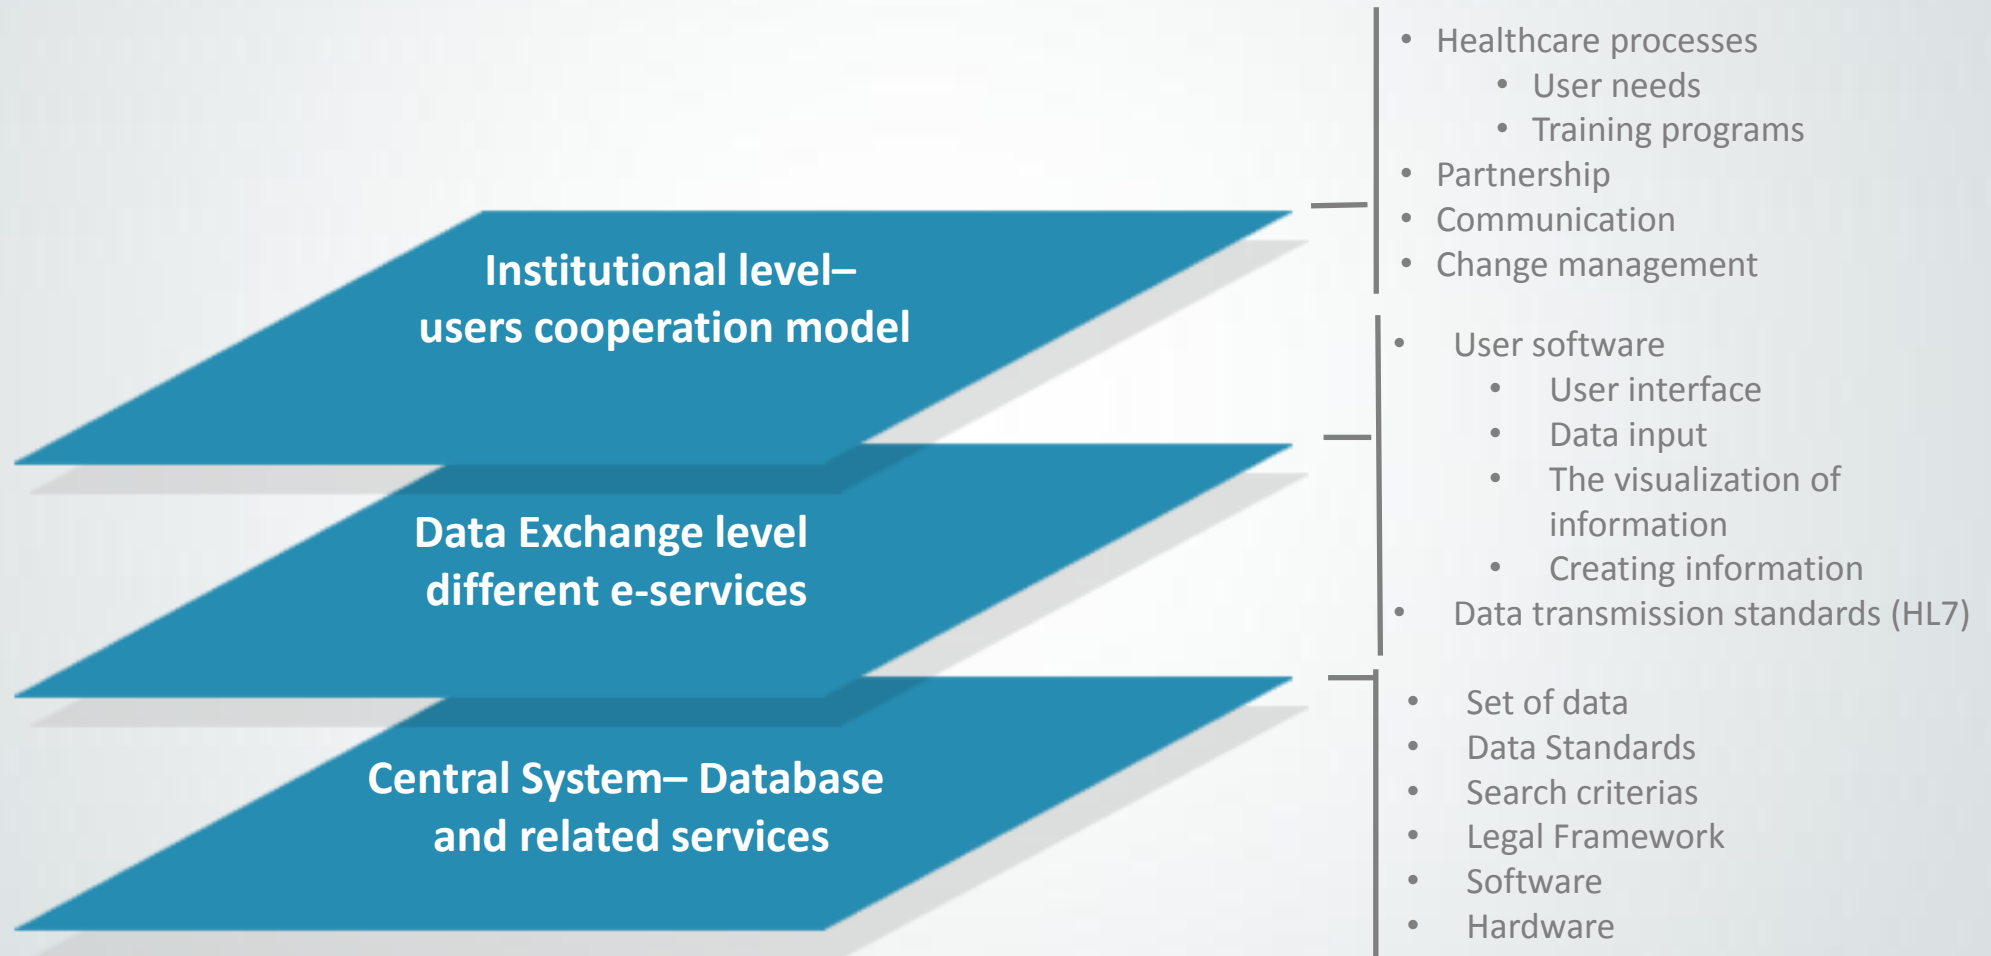 Institutional level–
users cooperation model
• Healthcare processes
• User needs
• Training programs
• Partnership
• Communication
• Change management
Data Exchange level
different e-services
• User software
• User interface
• Data input
• The visualization of
information
• Creating information
• Data transmission standards (HL7)
Central System– Database
and related services
• Set of data
• Data Standards
• Search criterias
• Legal Framework
• Software
• Hardware